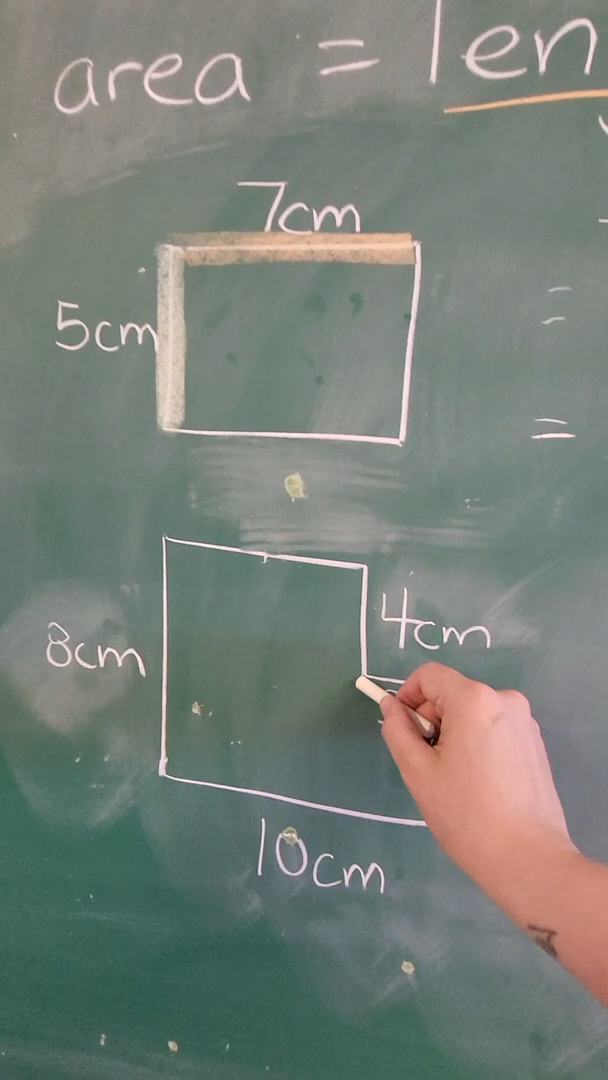 area = len
7cm
5cm
=
=
4cm
8cm
10cm